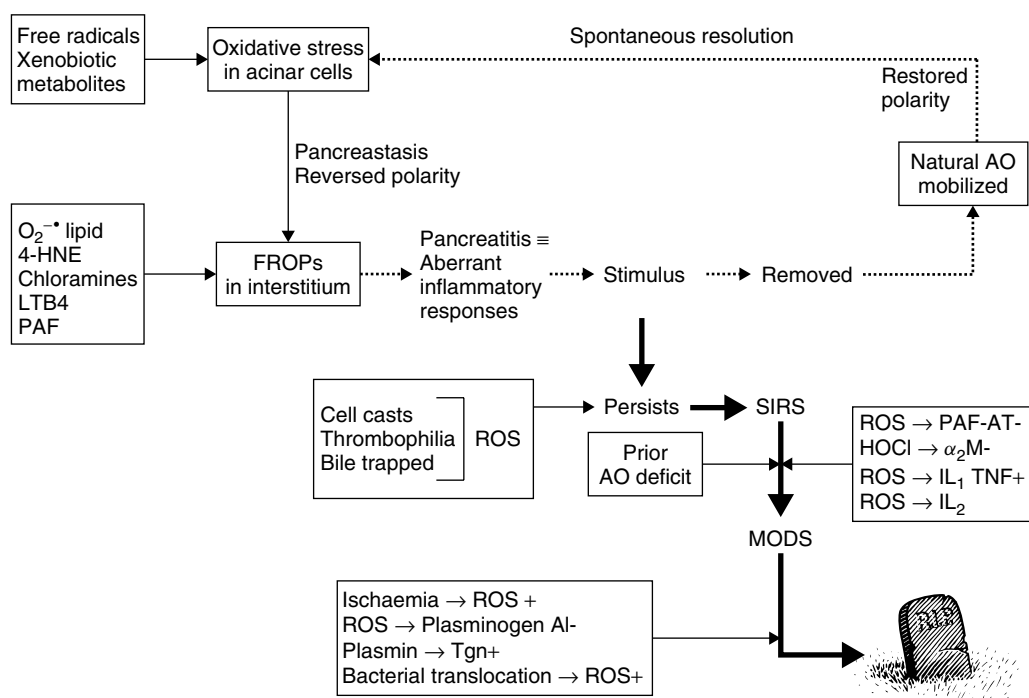 Free radicals
Xenobiotic
metabolites
Oxidative stress
in acinar cells
Spontaneous resolution
Restored
polarity
Natural AO
mobilized
Pancreastasis
Reversed polarity
O₂⁻• lipid
4-HNE
Chloramines
LTB4
PAF
FROPs
in interstitium
Pancreatitis ≡
Aberrant
inflammatory
responses
Stimulus
Removed
Cell casts
Thrombophilia
Bile trapped
ROS
Persists
SIRS
Prior
AO deficit
ROS → PAF-AT-
HOCl → α₂M-
ROS → IL₁ TNF+
ROS → IL₂
MODS
Ischaemia → ROS +
ROS → Plasminogen Al-
Plasmin → Tgn+
Bacterial translocation → ROS+
R.I.P